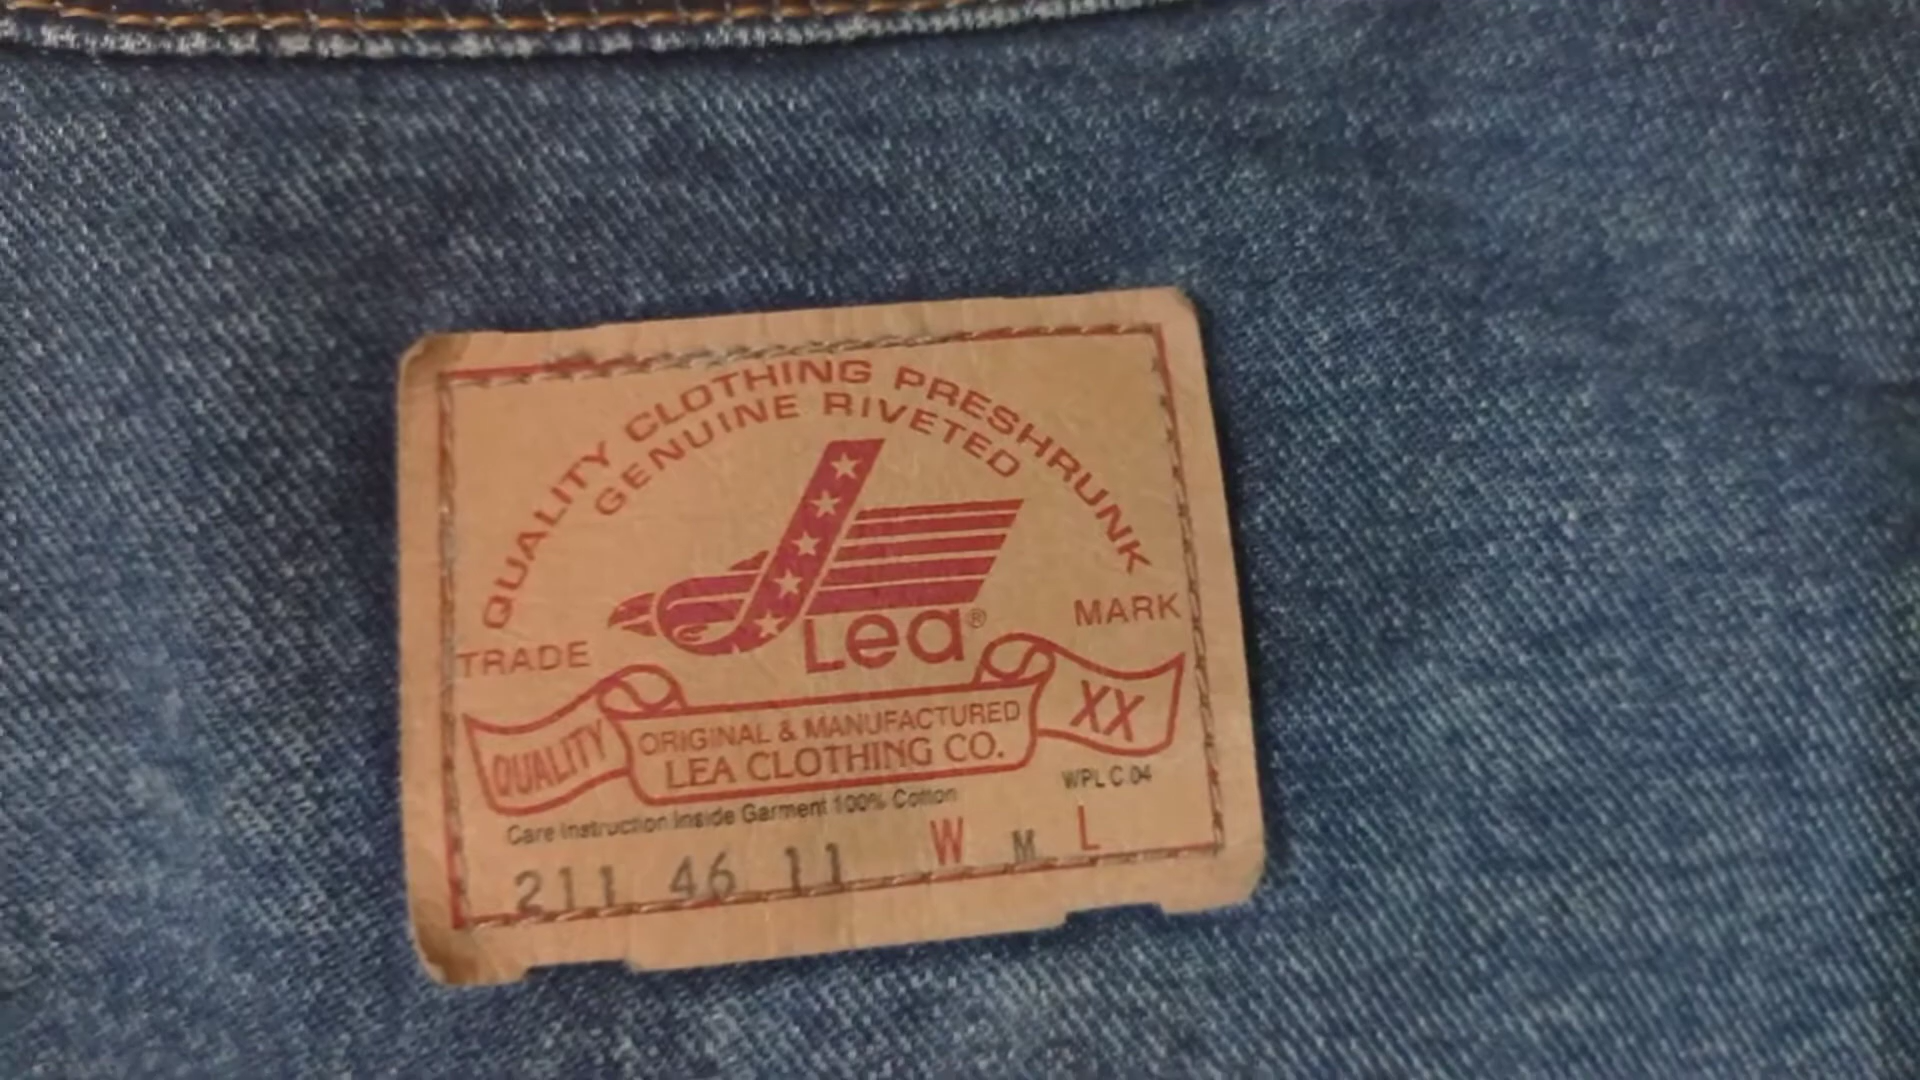 QUALITY CLOTHING PRESHRUNK
GENUINE RIVETED
Lea®
TRADE MARK
QUALITY
ORIGINAL & MANUFACTURED
LEA CLOTHING CO.
XX
WPL C 04
Care Instruction Inside Garment 100% Cotton
211 46 11 W M L